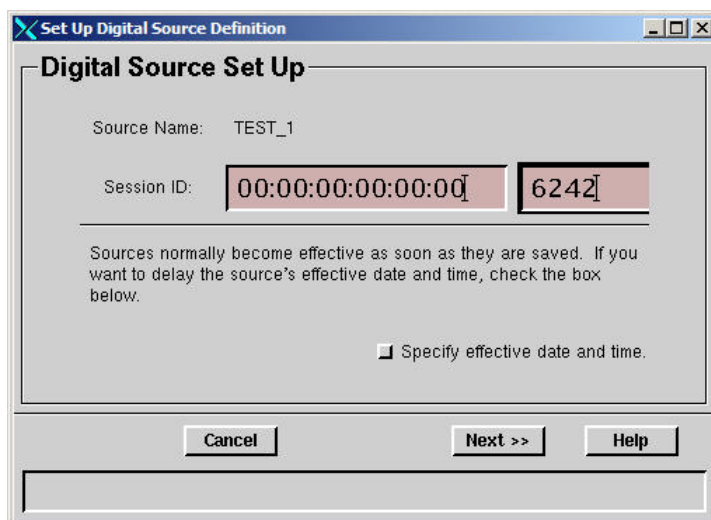 Set Up Digital Source Definition
Digital Source Set Up
Source Name: TEST_1
Session ID: 00:00:00:00:00:00 6242
Sources normally become effective as soon as they are saved. If you
want to delay the source's effective date and time, check the box
below.
Specify effective date and time.
Cancel Next >> Help